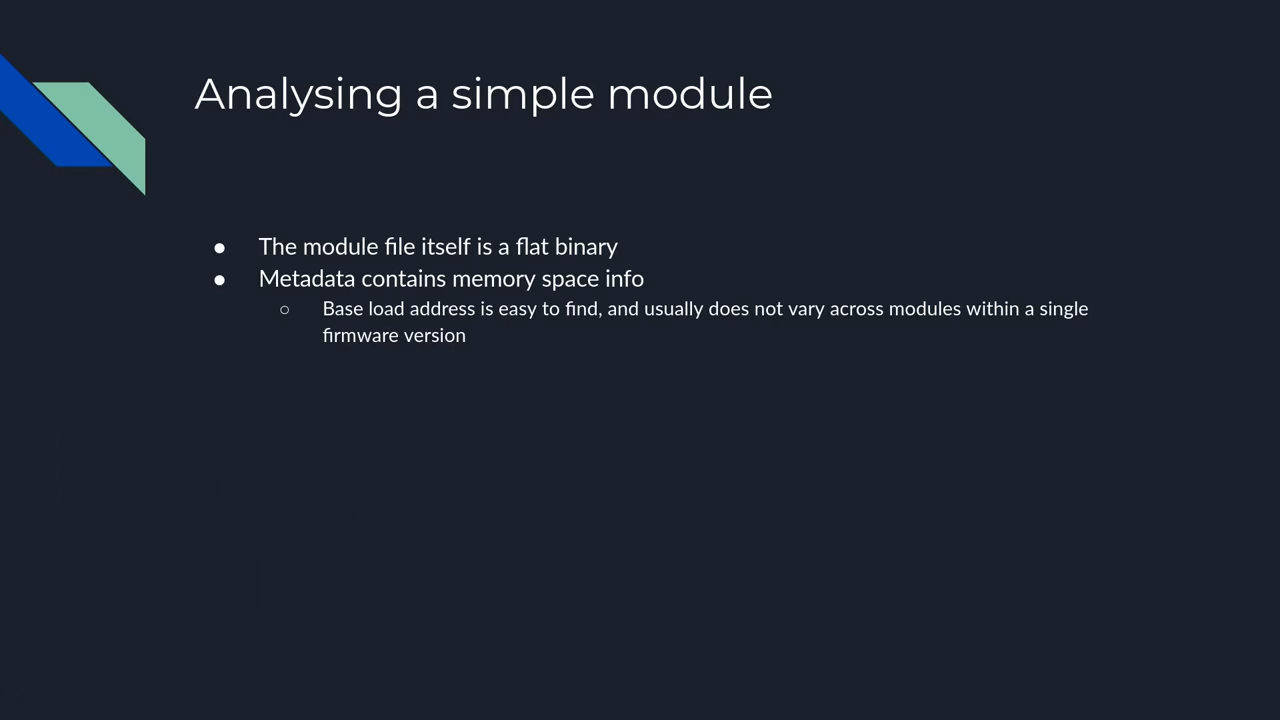 Analysing a simple module
● The module file itself is a flat binary
● Metadata contains memory space info
○ Base load address is easy to find, and usually does not vary across modules within a single
firmware version